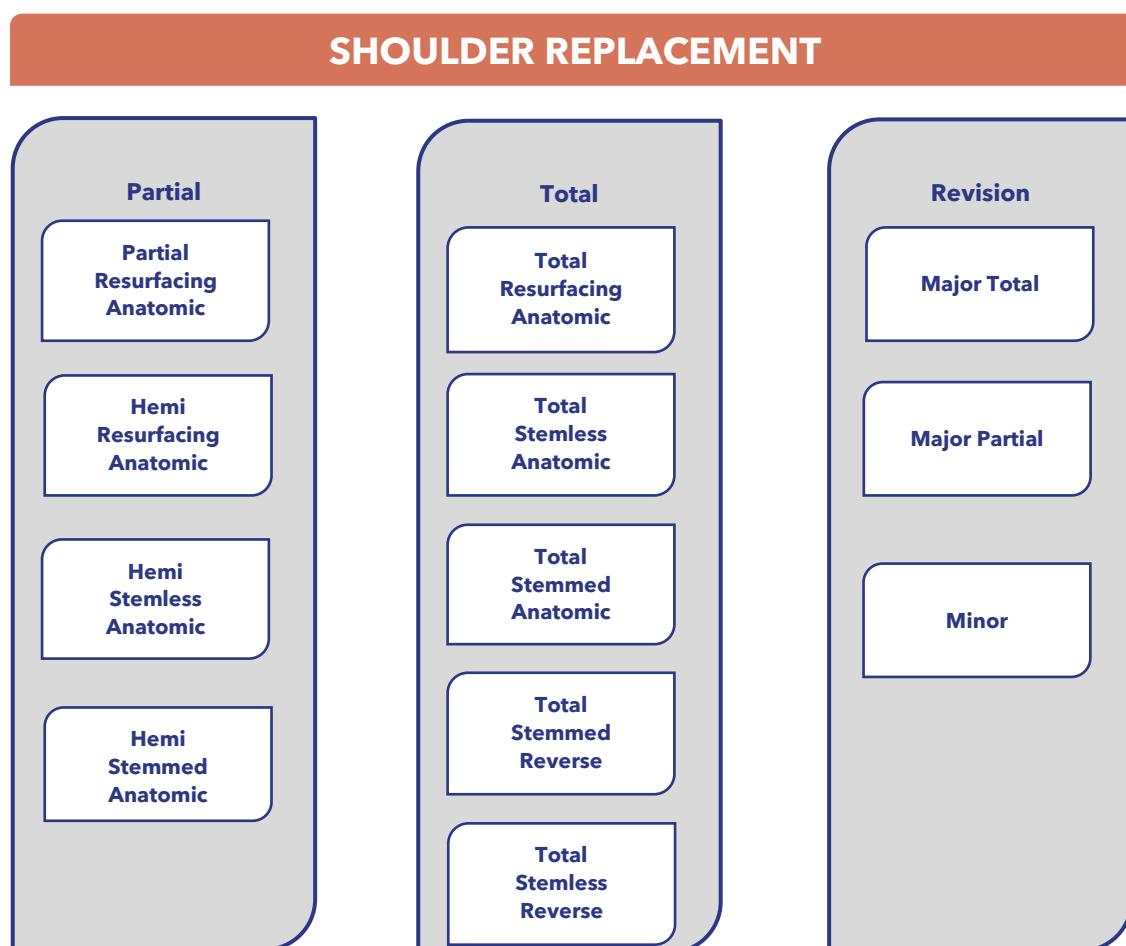 SHOULDER REPLACEMENT
Partial
Partial
Resurfacing
Anatomic
Hemi
Resurfacing
Anatomic
Hemi
Stemless
Anatomic
Hemi
Stemmed
Anatomic
Total
Total
Resurfacing
Anatomic
Total
Stemless
Anatomic
Total
Stemmed
Anatomic
Total
Stemmed
Reverse
Total
Stemless
Reverse
Revision
Major Total
Major Partial
Minor